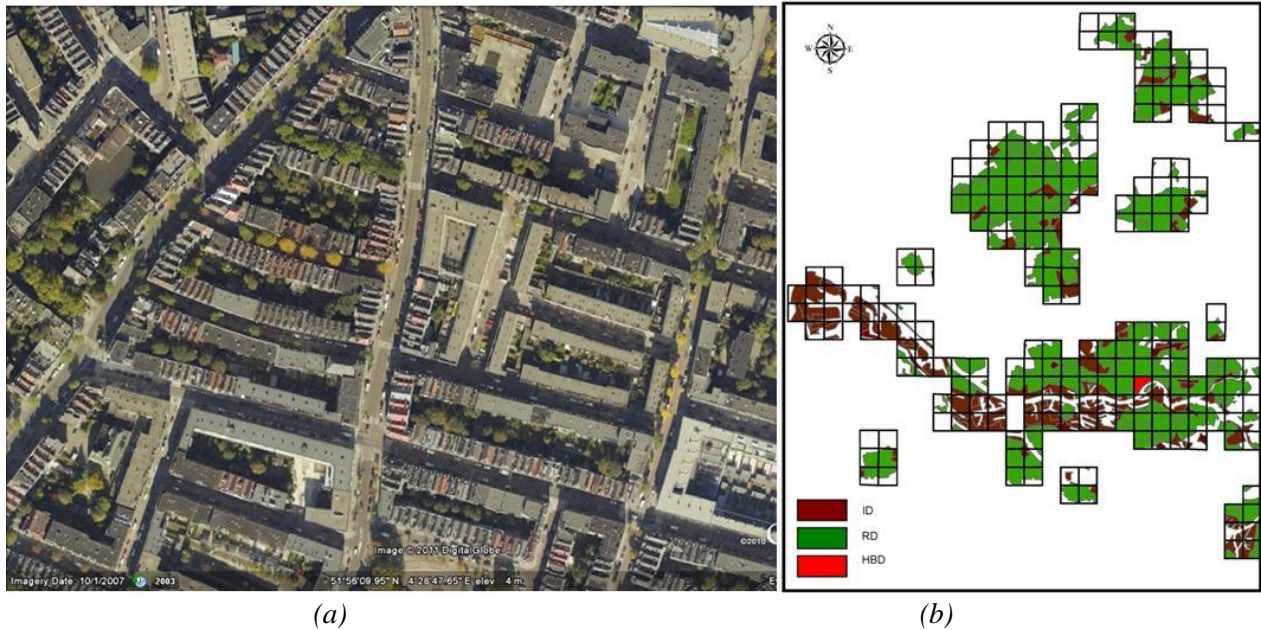 N
W E
S
ID
RD
HBD
Image © 2011 DigitalGlobe
©2010
Imagery Date: 10/1/2007 2003 51°56'09.95" N 4°28'47.65" E elev 4 m
(a) (b)